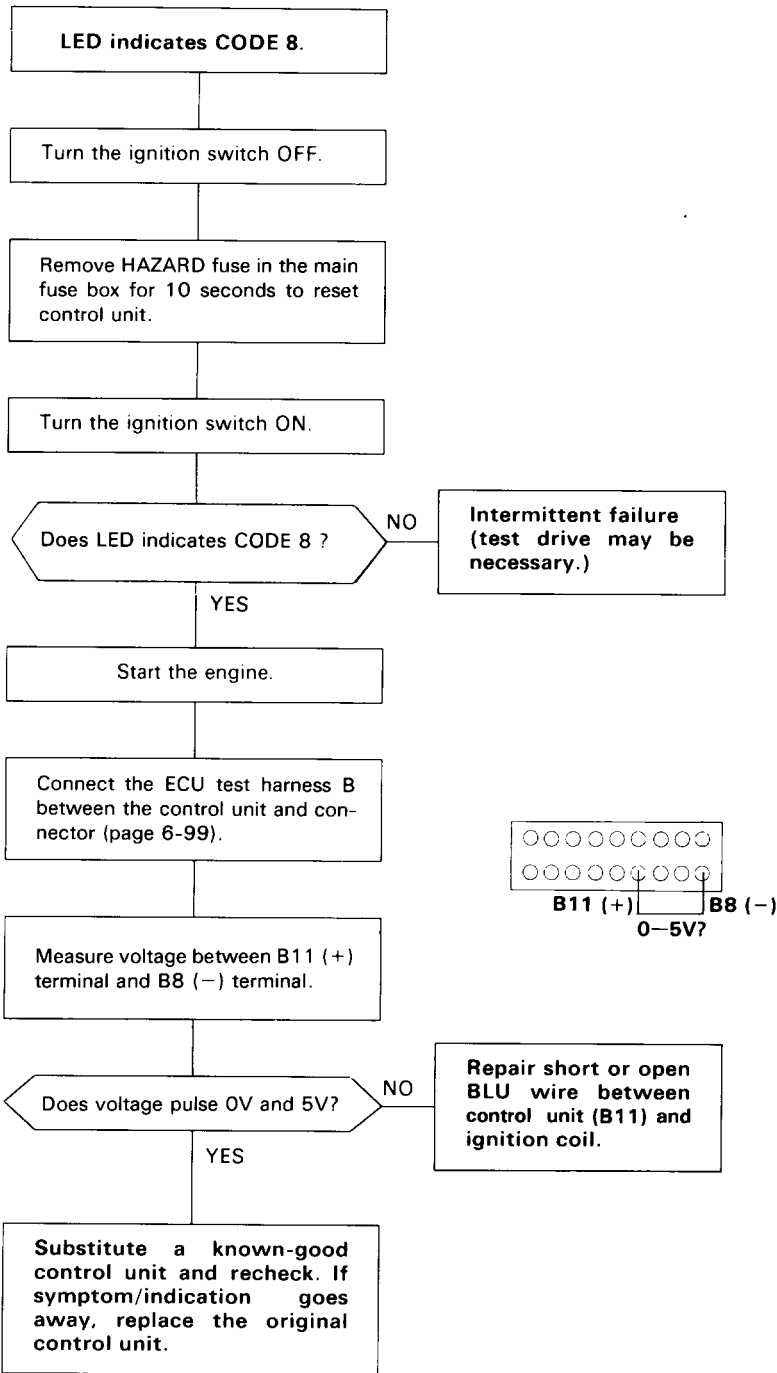 LED indicates CODE 8.
Turn the ignition switch OFF.
Remove HAZARD fuse in the main
fuse box for 10 seconds to reset
control unit.
Turn the ignition switch ON.
Does LED indicates CODE 8 ?
NO
Intermittent failure
(test drive may be
necessary.)
YES
Start the engine.
Connect the ECU test harness B
between the control unit and con-
nector (page 6-99).
B11 (+)
B8 (−)
0—5V?
Measure voltage between B11 (+)
terminal and B8 (−) terminal.
Does voltage pulse 0V and 5V?
NO
Repair short or open
BLU wire between
control unit (B11) and
ignition coil.
YES
Substitute a known-good
control unit and recheck. If
symptom/indication goes
away, replace the original
control unit.